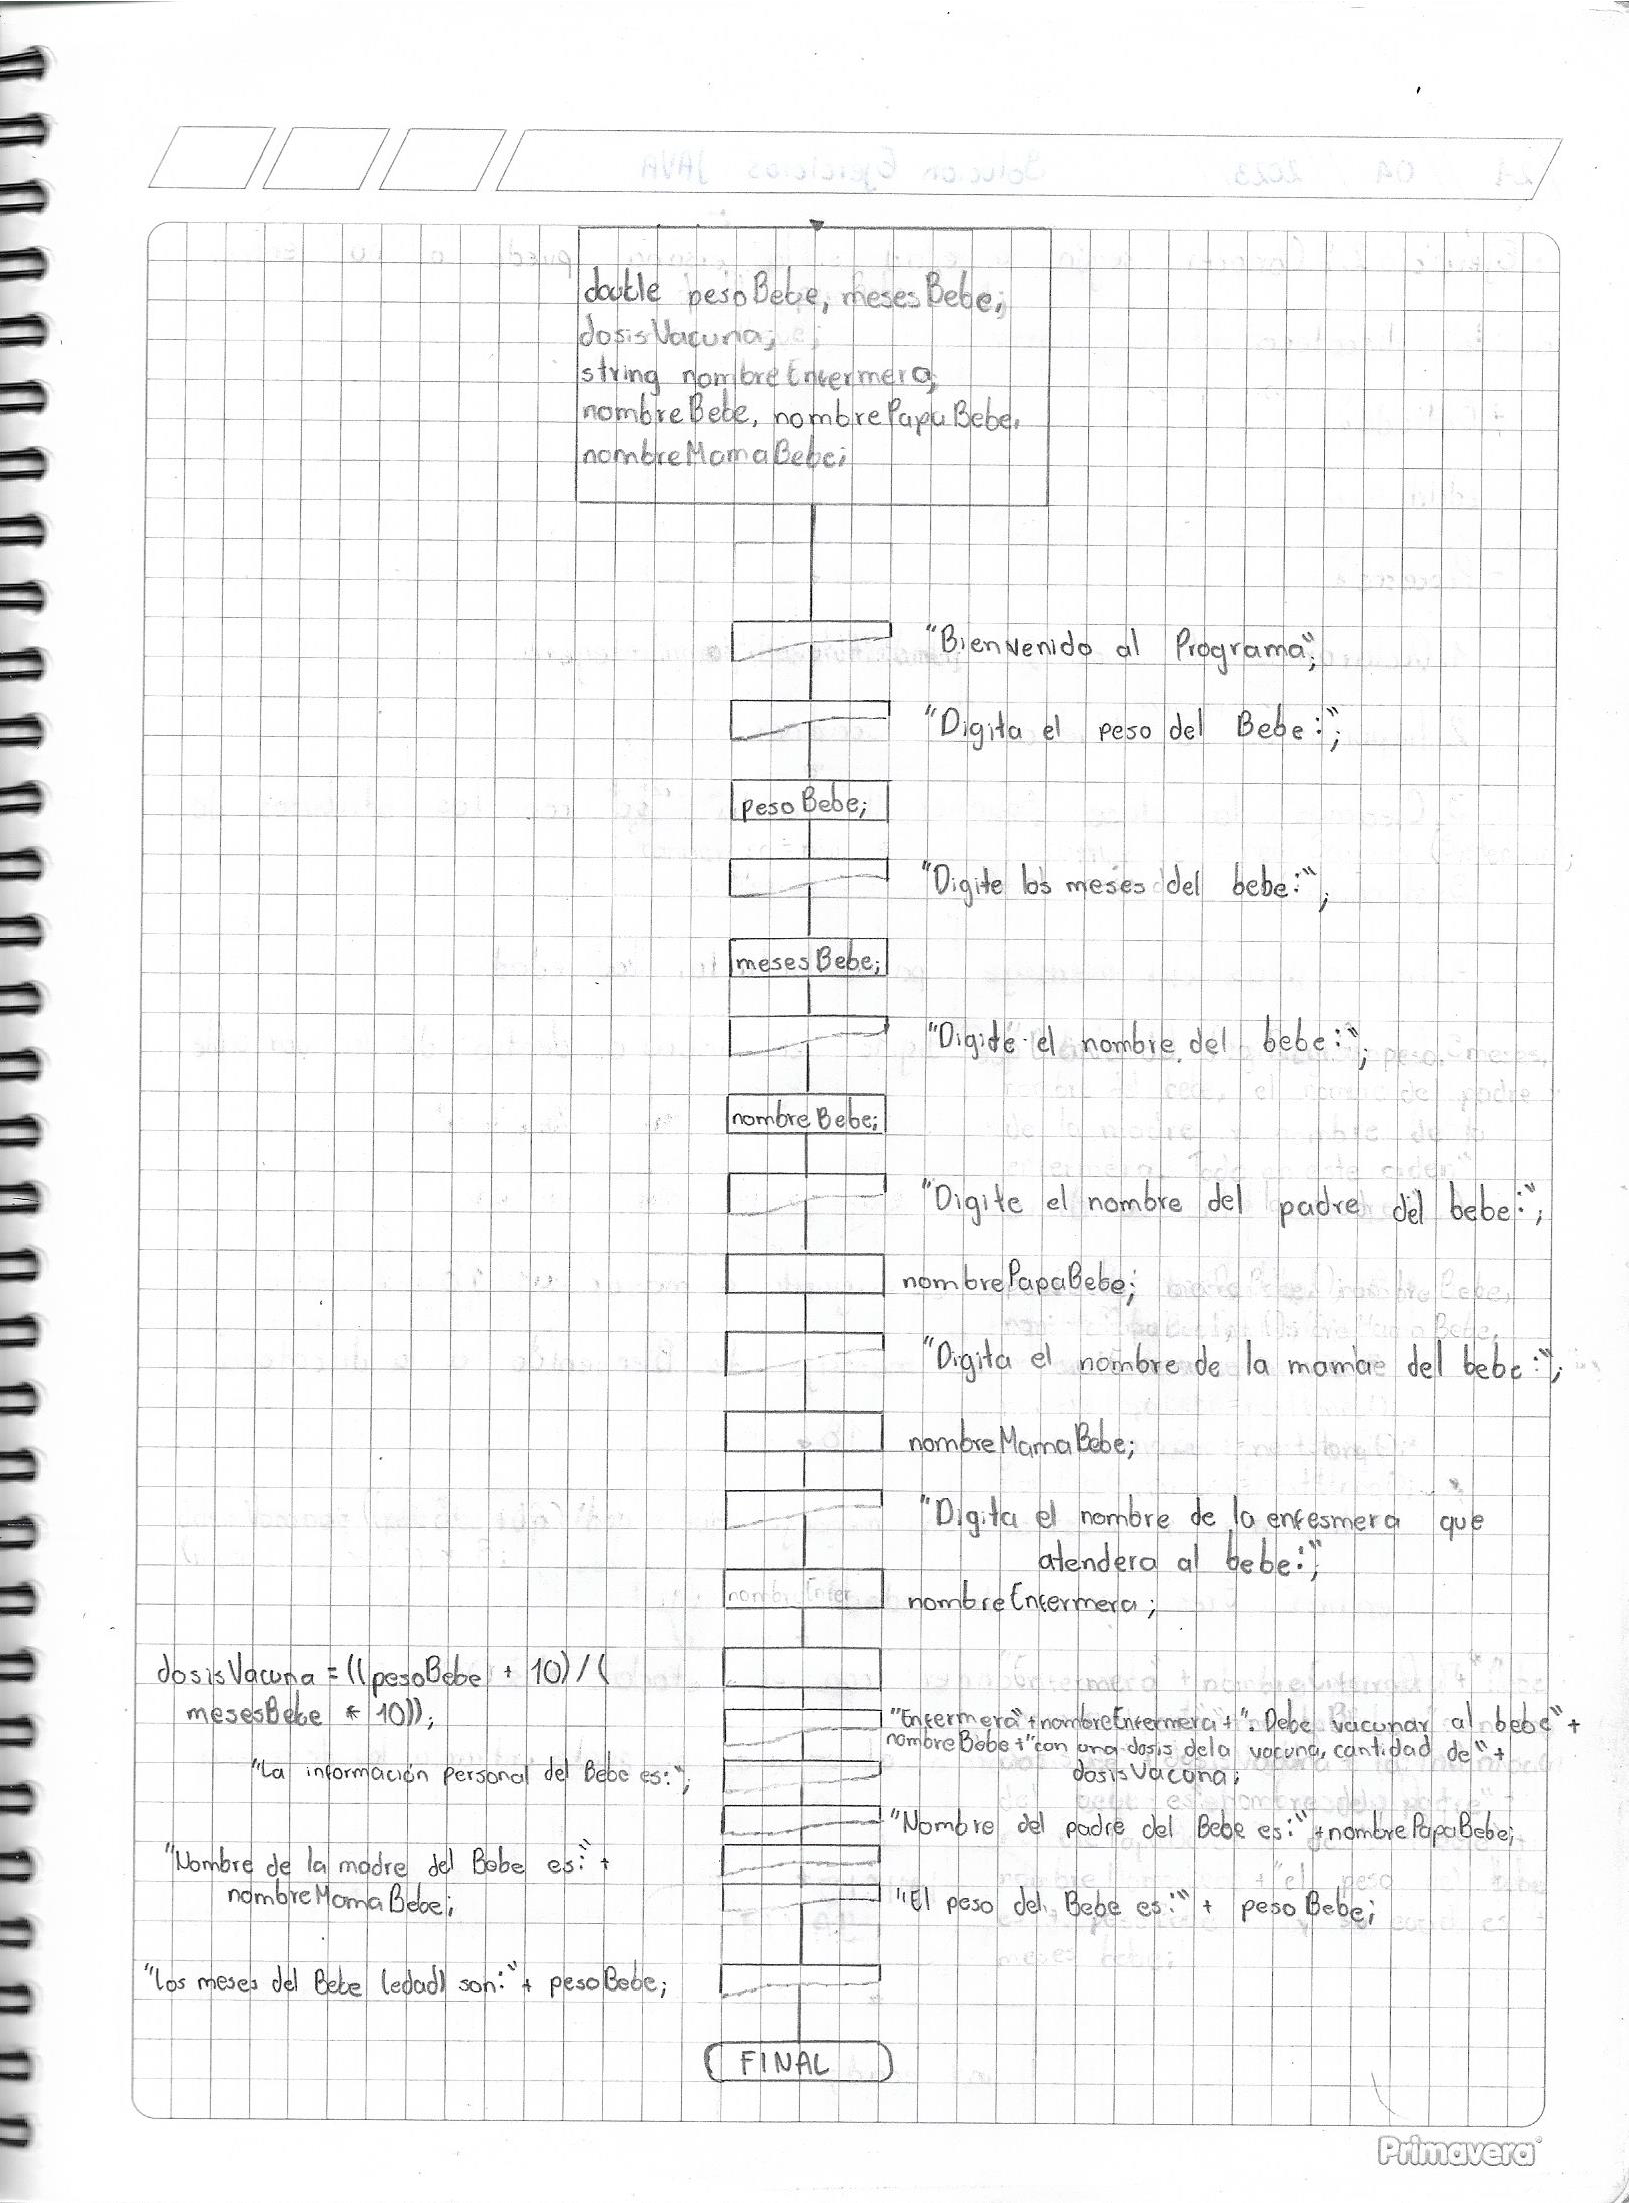 double pesoBebe, mesesBebe;
dosisVacuna;
string nombreEnfermera;
nombreBebe, nombrePapaBebe,
nombreMamaBebe;
"Bienvenido al Programa";
"Digita el peso del Bebe:";
pesoBebe;
"Digite los meses del bebe:";
mesesBebe;
"Digite el nombre del bebe:";
nombreBebe;
"Digite el nombre del padre del bebe:";
nombrePapaBebe;
"Digita el nombre de la mamae del bebe:";
nombreMamaBebe;
"Digita el nombre de la enfesmera que
atendera al bebe:";
nombreEnfermera;
dosisVacuna = ((pesoBebe + 10) / (
mesesBebe * 10));
"Enfermera" + nombreEnfermera + ". Debe vacunar al bebe" +
nombreBebe + "con una dosis dela vacuna, cantidad de" +
dosisVacuna;
"La información personal del Bebe es:";
"Nombre del padre del Bebe es:" + nombrePapaBebe;
"Nombre de la madre del Bebe es:" +
nombreMamaBebe;
"El peso del Bebe es:" + pesoBebe;
"los meses del Bebe (edad) son:" + pesoBebe;
FINAL
Primavera